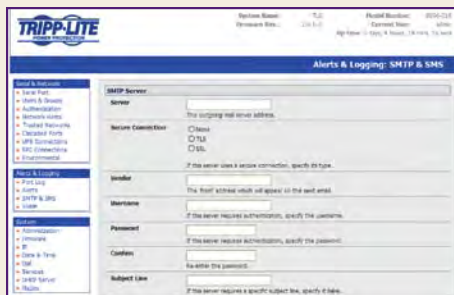 TRIPP-LITE
POWER PROTECTION
System Name:
Model Number:
Firmware Rev.:
Current User:
Alerts & Logging: SMTP & SMS
Serial & Network
Serial Port
Users & Groups
Authentication
Network Hosts
Trusted Networks
Cascaded Ports
UPS Connections
RPC Connections
Environmental
Alerts & Logging
Port Log
Alerts
SMTP & SMS
System
Administration
Firmware
IP
Date & Time
Dial
Services
DHCP Server
Nagios
SMTP Server
Server
The outgoing mail server address.
Secure Connection
None
TLS
SSL
If this server uses a secure connection, specify its type.
Sender
The 'from' address which will appear on the sent email.
Username
If this server requires authentication, specify the username.
Password
If this server requires authentication, specify the password.
Confirm
Re-enter the password.
Subject Line
If this server requires a specific subject line, specify it here.